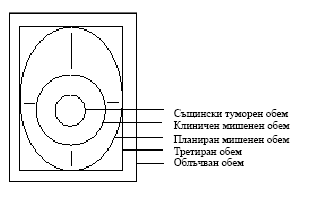 Същински туморен обем
Клиничен мишенен обем
Планиран мишенен обем
Третиран обем
Облъчван обем